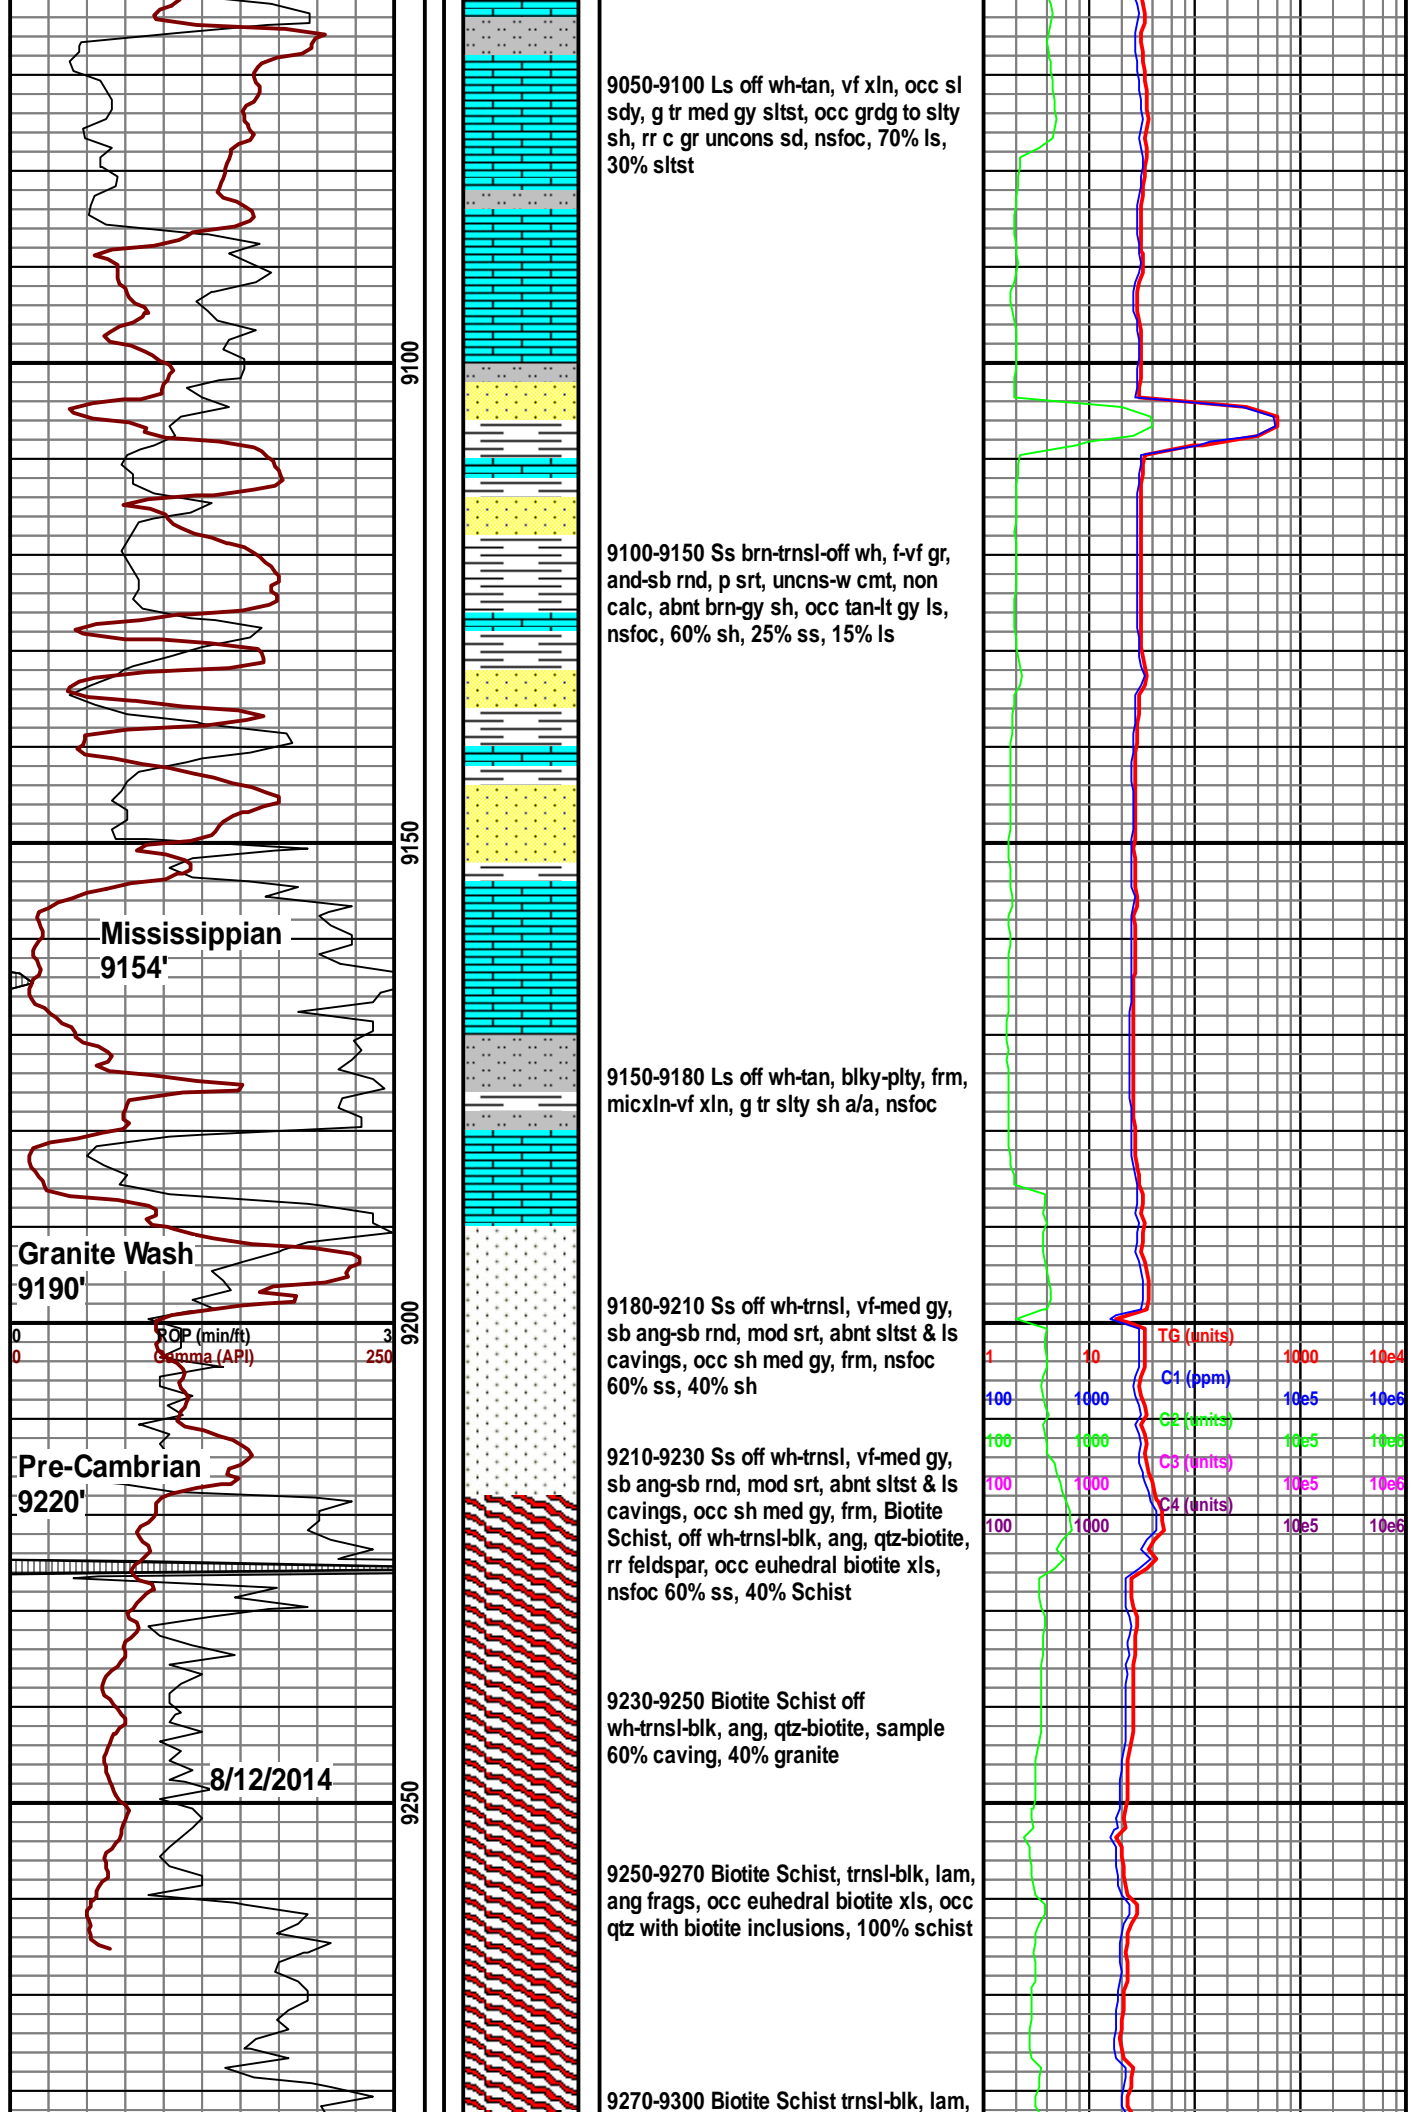 9050-9100 Ls off wh-tan, vf xln, occ sl
sdy, g tr med gy sltst, occ grdg to slty
sh, rr c gr uncons sd, nsfoc, 70% ls,
30% sltst
9100
9100-9150 Ss brn-trnsl-off wh, f-vf gr,
and-sb rnd, p srt, uncns-w cmt, non
calc, abnt brn-gy sh, occ tan-lt gy ls,
nsfoc, 60% sh, 25% ss, 15% ls
9150
Mississippian
9154'
9150-9180 Ls off wh-tan, blky-plty, frm,
micxln-vf xln, g tr slty sh a/a, nsfoc
Granite Wash
9190'
9180-9210 Ss off wh-trnsl, vf-med gy,
sb ang-sb rnd, mod srt, abnt sltst & ls
cavings, occ sh med gy, frm, nsfoc
60% ss, 40% sh
9200
0 ROP (min/ft) 3
0 Gamma (API) 250
TG (units)
1 10 1000 10e4
C1 (ppm)
100 1000 10e5 10e6
C2 (units)
100 1000 10e5 10e6
C3 (units)
100 1000 10e5 10e6
C4 (units)
100 1000 10e5 10e6
Pre-Cambrian
9220'
9210-9230 Ss off wh-trnsl, vf-med gy,
sb ang-sb rnd, mod srt, abnt sltst & ls
cavings, occ sh med gy, frm, Biotite
Schist, off wh-trnsl-blk, ang, qtz-biotite,
rr feldspar, occ euhedral biotite xls,
nsfoc 60% ss, 40% Schist
9230-9250 Biotite Schist off
wh-trnsl-blk, ang, qtz-biotite, sample
60% caving, 40% granite
8/12/2014
9250
9250-9270 Biotite Schist, trnsl-blk, lam,
ang frags, occ euhedral biotite xls, occ
qtz with biotite inclusions, 100% schist
9270-9300 Biotite Schist trnsl-blk, lam,